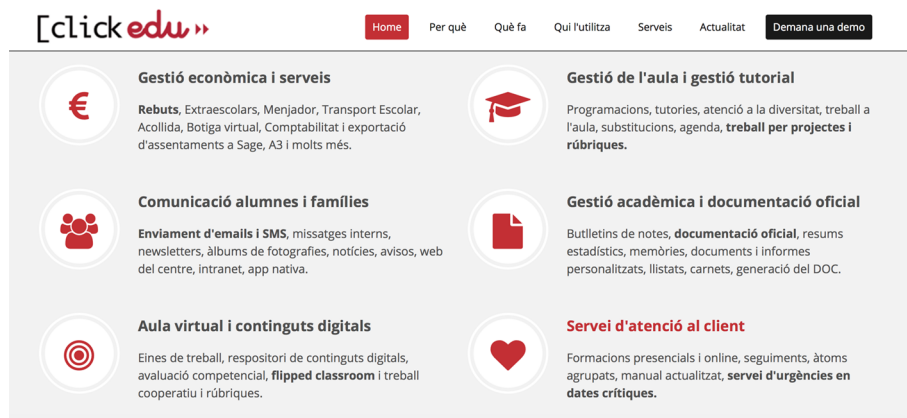 [clickedu»
Home Per què Què fa Qui l'utilitza Serveis Actualitat Demana una demo
Gestió econòmica i serveis
Rebuts, Extraescolars, Menjador, Transport Escolar,
Acollida, Botiga virtual, Comptabilitat i exportació
d'assentaments a Sage, A3 i molts més.
Gestió de l'aula i gestió tutorial
Programacions, tutories, atenció a la diversitat, treball a
l'aula, substitucions, agenda, treball per projectes i
rúbriques.
Comunicació alumnes i famílies
Enviament d'emails i SMS, missatges interns,
newsletters, àlbums de fotografies, notícies, avisos, web
del centre, intranet, app nativa.
Gestió acadèmica i documentació oficial
Butlletins de notes, documentació oficial, resums
estadístics, memòries, documents i informes
personalitzats, llistats, carnets, generació del DOC.
Aula virtual i continguts digitals
Eines de treball, respositori de continguts digitals,
avaluació competencial, flipped classroom i treball
cooperatiu i rúbriques.
Servei d'atenció al client
Formacions presencials i online, seguiments, àtoms
agrupats, manual actualitzat, servei d'urgències en
dates crítiques.